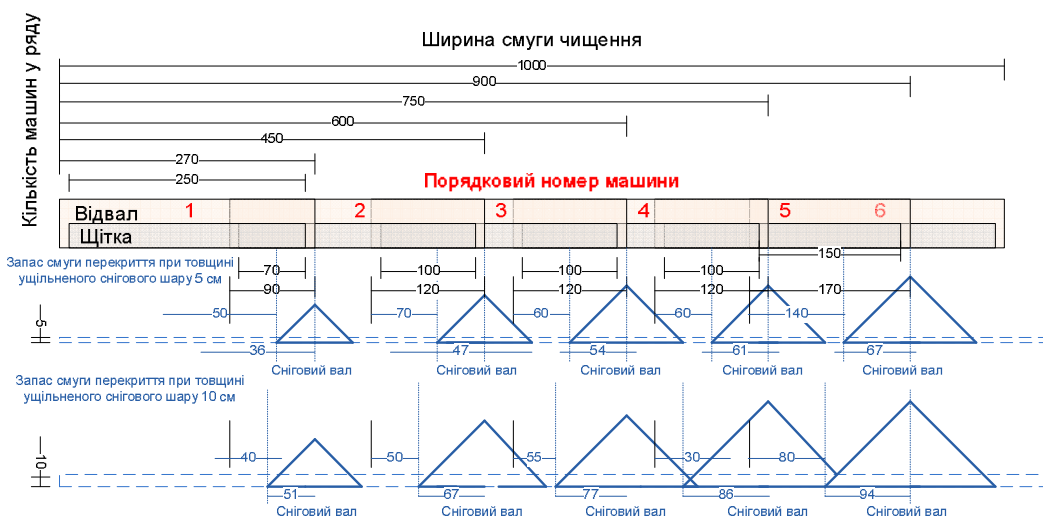 Кількість машин у ряду
Ширина смуги чищення
1000
900
750
600
450
270
250
Порядковий номер машини
Відвал 1 2 3 4 5 6
Щітка
Запас смуги перекриття при товщині
ущільненого снігового шару 5 см
70 100 100 100 150
90 120 120 120 170
50 70 60 60 140
5
36 47 54 61 67
Сніговий вал Сніговий вал Сніговий вал Сніговий вал Сніговий вал
Запас смуги перекриття при товщині
ущільненого снігового шару 10 см
40 50 55 30 80
10
51 67 77 86 94
Сніговий вал Сніговий вал Сніговий вал Сніговий вал Сніговий вал